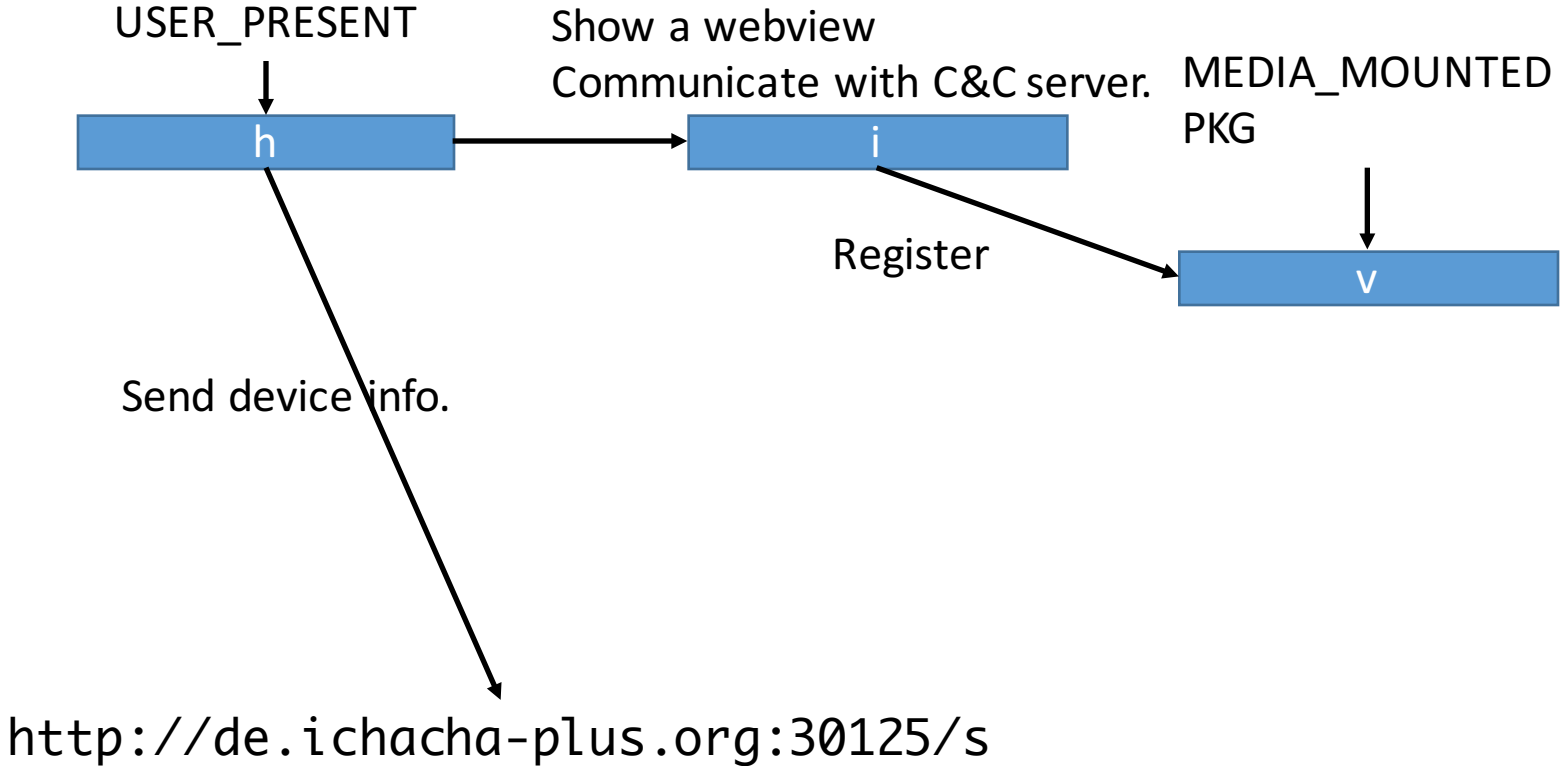 USER_PRESENT
Show a webview
Communicate with C&C server.
MEDIA_MOUNTED
PKG
h
i
Register
v
Send device info.
http://de.ichacha-plus.org:30125/s